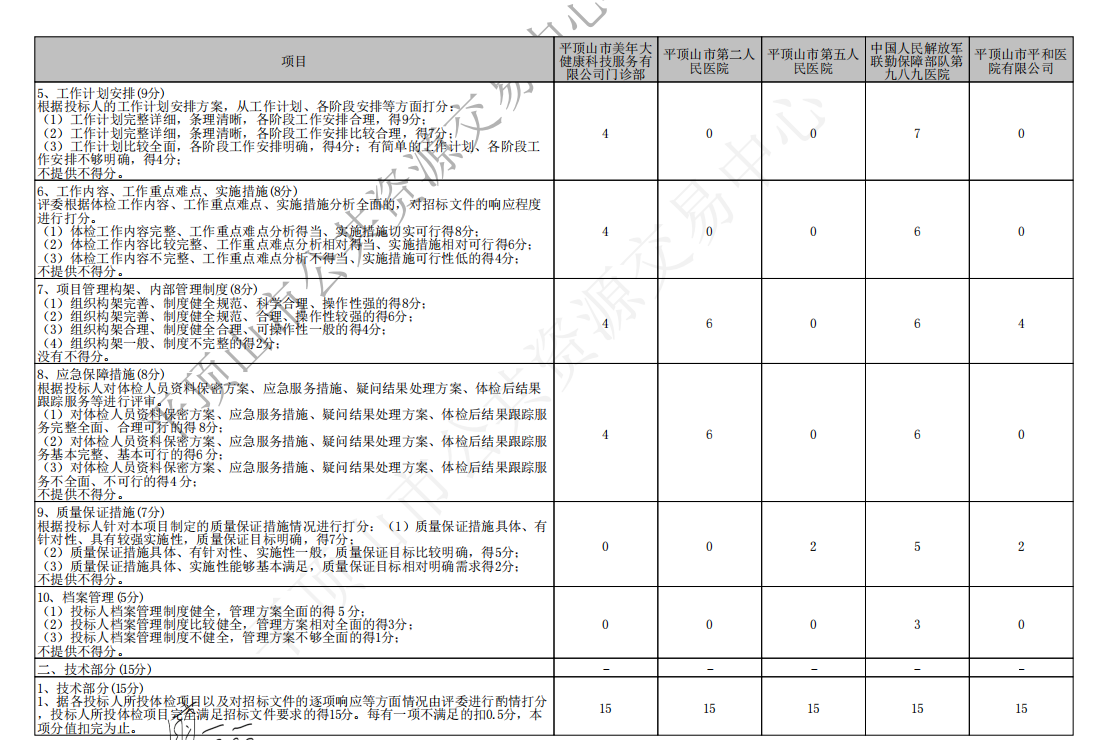 项目
平顶山市美年大
健康科技服务有
限公司门诊部
平顶山市第二人
民医院
平顶山市第五人
民医院
中国人民解放军
联勤保障部队第
九八九医院
平顶山市平和医
院有限公司
5、工作计划安排(9分)
根据投标人的工作计划安排方案，从工作计划、各阶段安排等方面打分：
（1）工作计划完整详细，条理清晰，各阶段工作安排合理，得9分；
（2）工作计划完整详细，条理清晰，各阶段工作安排比较合理，得7分；
（3）工作计划比较全面，各阶段工作安排明确，得4分；有简单的工作计划、各阶段工
作安排不够明确，得4分；
不提供不得分。
4
0
0
7
0
6、工作内容、工作重点难点、实施措施(8分)
评委根据体检工作内容、工作重点难点、实施措施分析全面的，对招标文件的响应程度
进行打分。
（1）体检工作内容完整、工作重点难点分析得当、实施措施切实可行得8分；
（2）体检工作内容比较完整、工作重点难点分析相对得当、实施措施相对可行得6分；
（3）体检工作内容不完整、工作重点难点分析不得当、实施措施可行性低的得4分；
不提供不得分。
4
0
0
6
0
7、项目管理构架、内部管理制度(8分)
（1）组织构架完善、制度健全规范、科学合理、操作性强的得8分；
（2）组织构架完善、制度健全规范、合理、操作性较强的得6分；
（3）组织构架合理、制度健全合理、可操作性一般的得4分；
（4）组织构架一般、制度不完整的得2分；
没有不得分。
4
6
0
6
4
8、应急保障措施(8分)
根据投标人对体检人员资料保密方案、应急服务措施、疑问结果处理方案、体检后结果
跟踪服务等进行评审。
（1）对体检人员资料保密方案、应急服务措施、疑问结果处理方案、体检后结果跟踪服
务完整全面、合理可行的得8分；
（2）对体检人员资料保密方案、应急服务措施、疑问结果处理方案、体检后结果跟踪服
务基本完整、基本可行的得6分；
（3）对体检人员资料保密方案、应急服务措施、疑问结果处理方案、体检后结果跟踪服
务不全面、不可行的得4分；
不提供不得分。
4
6
0
6
0
9、质量保证措施(7分)
根据投标人针对本项目制定的质量保证措施情况进行打分：（1）质量保证措施具体、有
针对性、具有较强实施性，质量保证目标明确，得7分；
（2）质量保证措施具体、有针对性、实施性一般，质量保证目标比较明确，得5分；
（3）质量保证措施具体、实施性能够基本满足，质量保证目标相对明确需求得2分；
不提供不得分。
0
0
2
5
2
10、档案管理(5分)
（1）投标人档案管理制度健全，管理方案全面的得5分；
（2）投标人档案管理制度比较健全，管理方案相对全面的得3分；
（3）投标人档案管理制度不健全，管理方案不够全面的得1分；
不提供不得分。
0
0
0
3
0
二、技术部分(15分)
－
－
－
－
－
1、技术部分(15分)
1、据各投标人所投体检项目以及对招标文件的逐项响应等方面情况由评委进行酌情打分
，投标人所投体检项目完全满足招标文件要求的得15分。每有一项不满足的扣0.5分，本
项分值扣完为止。
15
15
15
15
15
平顶山市公共资源交易中心
平顶山市公共资源交易中心